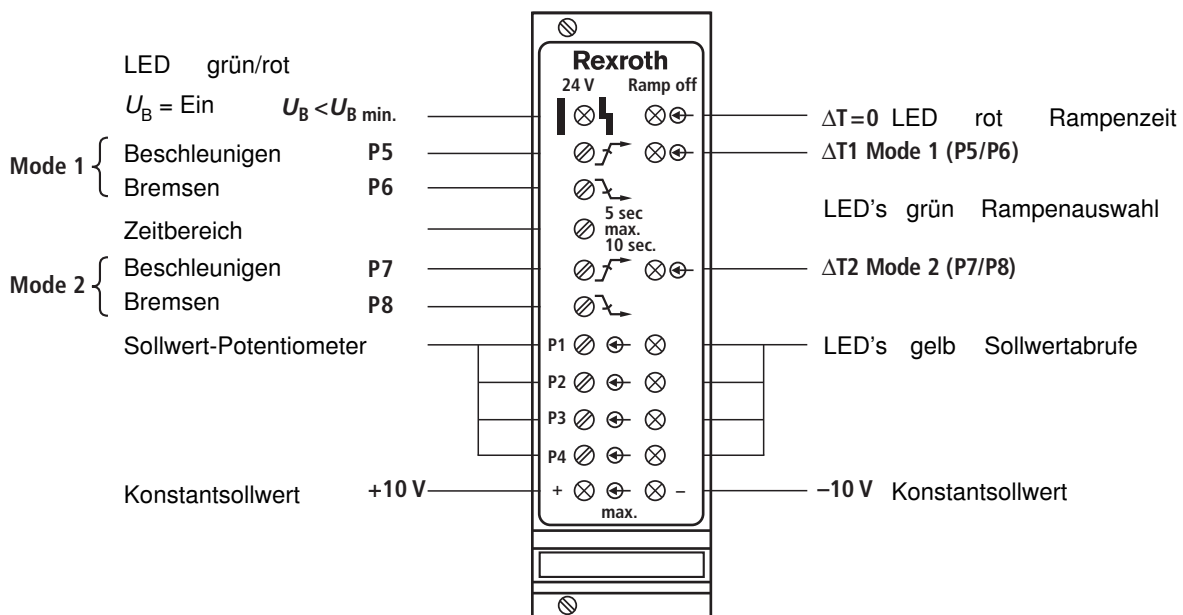 Rexroth
24 V Ramp off
LED grün/rot
U_B = Ein U_B < U_B min.
ΔT=0 LED rot Rampenzeit
Mode 1
Beschleunigen P5
ΔT1 Mode 1 (P5/P6)
Bremsen P6
LED's grün Rampenauswahl
Zeitbereich
5 sec
max.
10 sec.
Mode 2
Beschleunigen P7
ΔT2 Mode 2 (P7/P8)
Bremsen P8
Sollwert-Potentiometer
P1
LED's gelb Sollwertabrufe
P2
P3
P4
Konstantsollwert +10 V
+ –
–10 V Konstantsollwert
max.